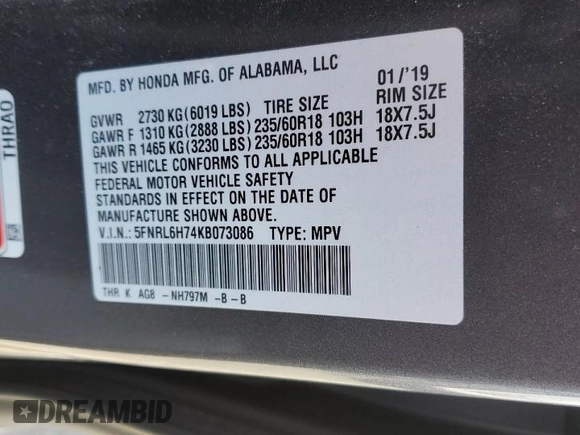 MFD. BY HONDA MFG. OF ALABAMA, LLC
01/'19
GVWR 2730 KG(6019 LBS) TIRE SIZE RIM SIZE
GAWR F 1310 KG(2888 LBS)235/60R18 103H 18X7.5J
GAWR R 1465 KG(3230 LBS)235/60R18 103H 18X7.5J
THIS VEHICLE CONFORMS TO ALL APPLICABLE
FEDERAL MOTOR VEHICLE SAFETY
STANDARDS IN EFFECT ON THE DATE OF
MANUFACTURE SHOWN ABOVE.
V.I.N.: 5FNRL6H74KB073086 TYPE: MPV
THR K AG8 -NH797M -B -B
THRAO
DREAMBID